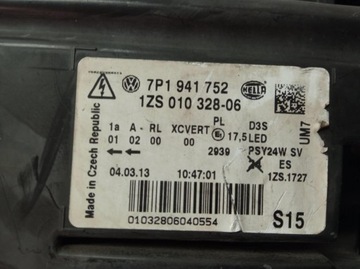 7P1 941 752
HELLA
1ZS 010 328-06
PL
1a A - RL XCVERT D3S
01 02 00 00 17,5 LED
2939 PSY24W SV
ES
04.03.13 10:47:01 1ZS.1727
01032806040554
S15
UM7
Made in Czech Republic